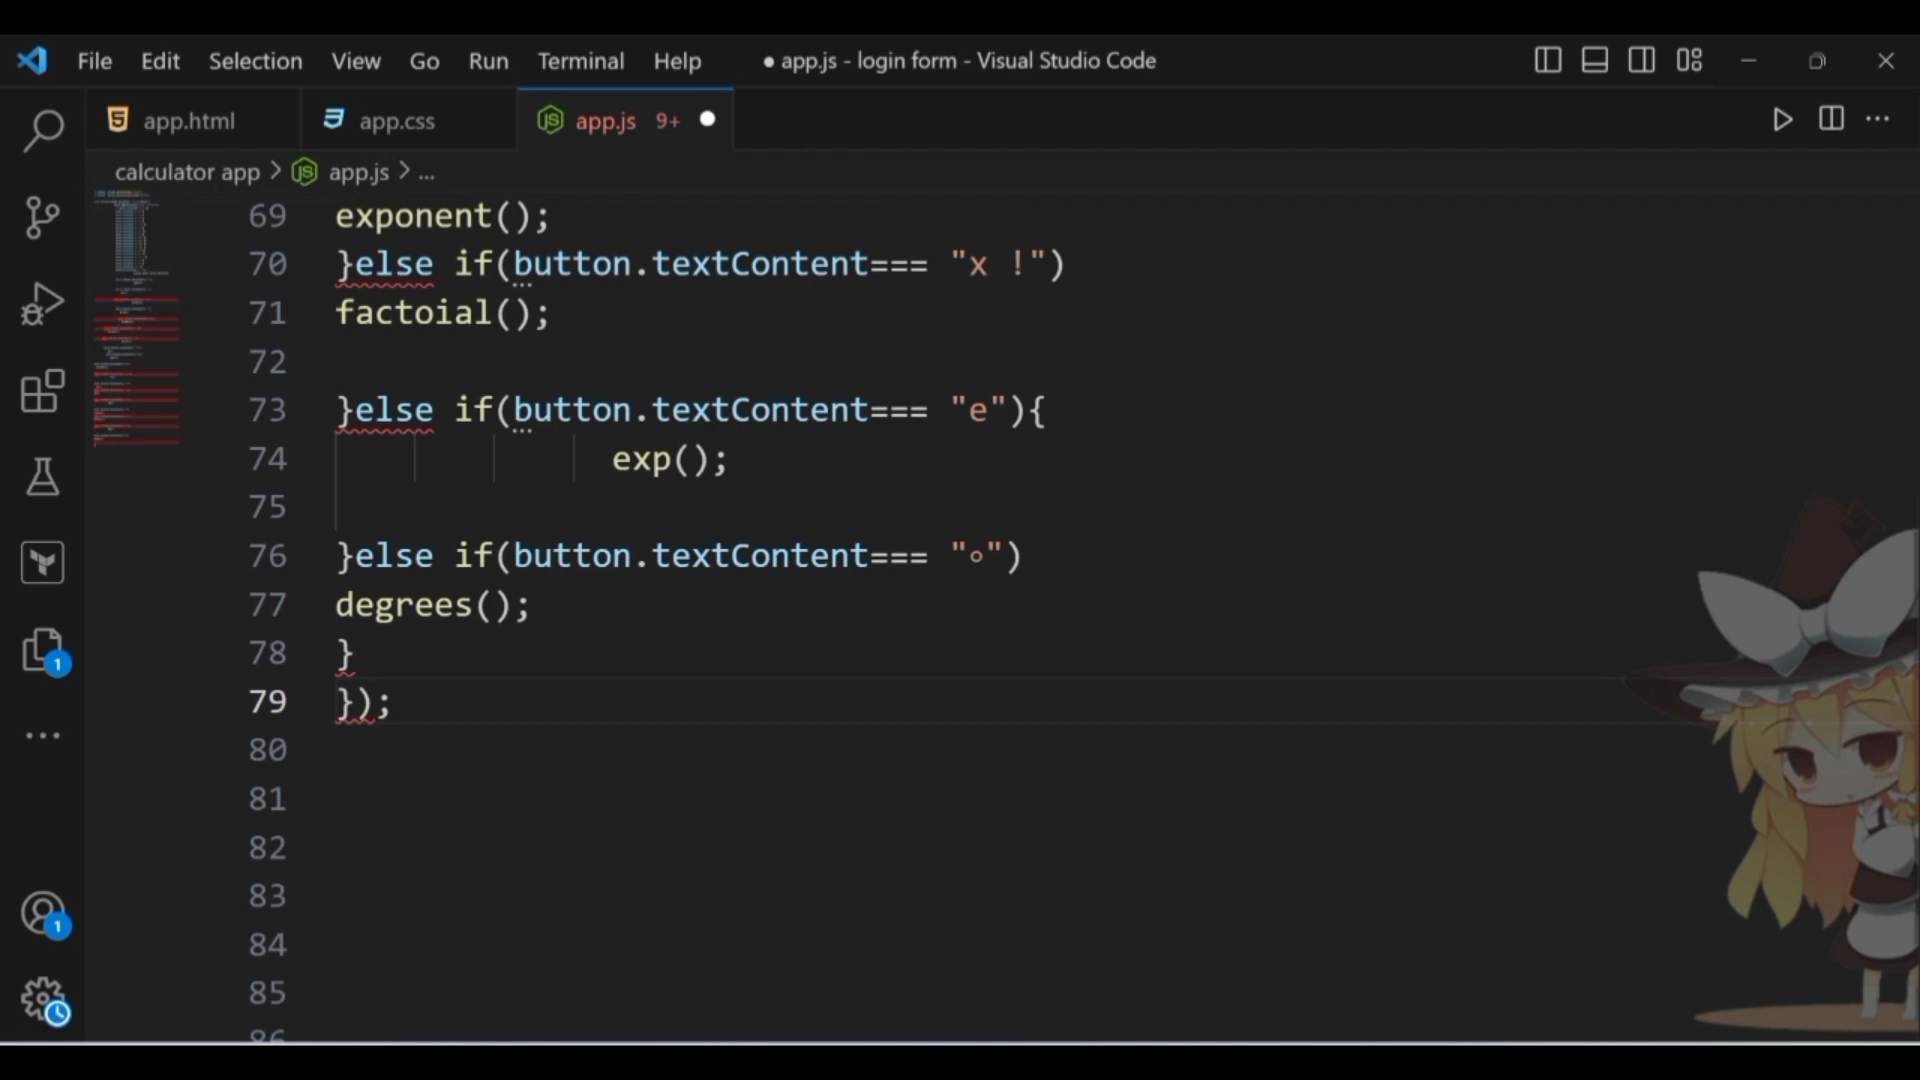 File Edit Selection View Go Run Terminal Help ● app.js - login form - Visual Studio Code
app.html app.css app.js 9+
calculator app > app.js > ...
69 exponent();
70 }else if(button.textContent=== "x !")
71 factoial();
72
73 }else if(button.textContent=== "e"){
74 exp();
75
76 }else if(button.textContent=== "∘")
77 degrees();
78 }
79 });
80
81
82
83
84
85
86
1
1